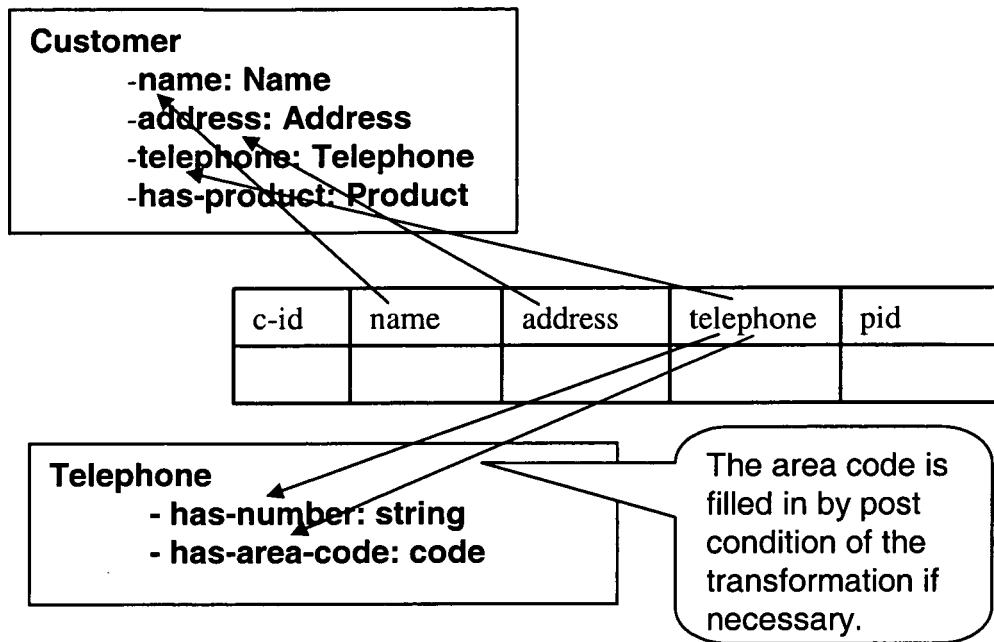 Customer
-name: Name
-address: Address
-telephone: Telephone
-has-product: Product
c-id name address telephone pid
Telephone
- has-number: string
- has-area-code: code
The area code is
filled in by post
condition of the
transformation if
necessary.